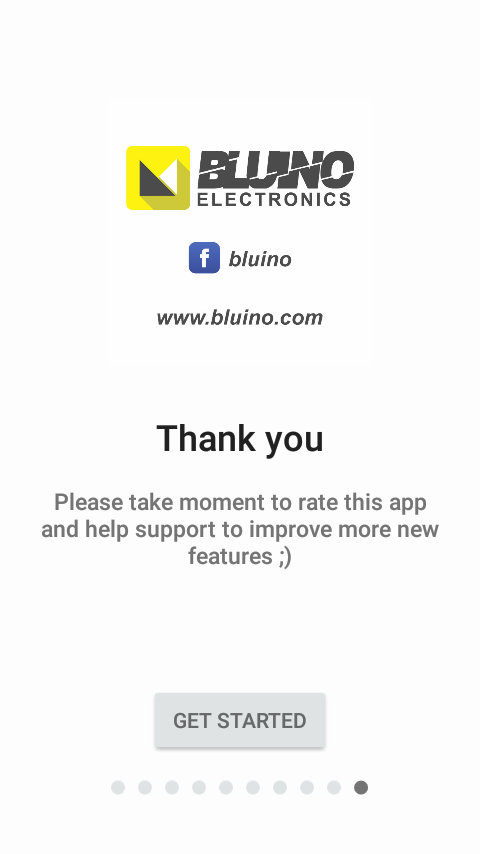 BLUINO
ELECTRONICS
f bluino
www.bluino.com
Thank you
Please take moment to rate this app
and help support to improve more new
features ;)
GET STARTED